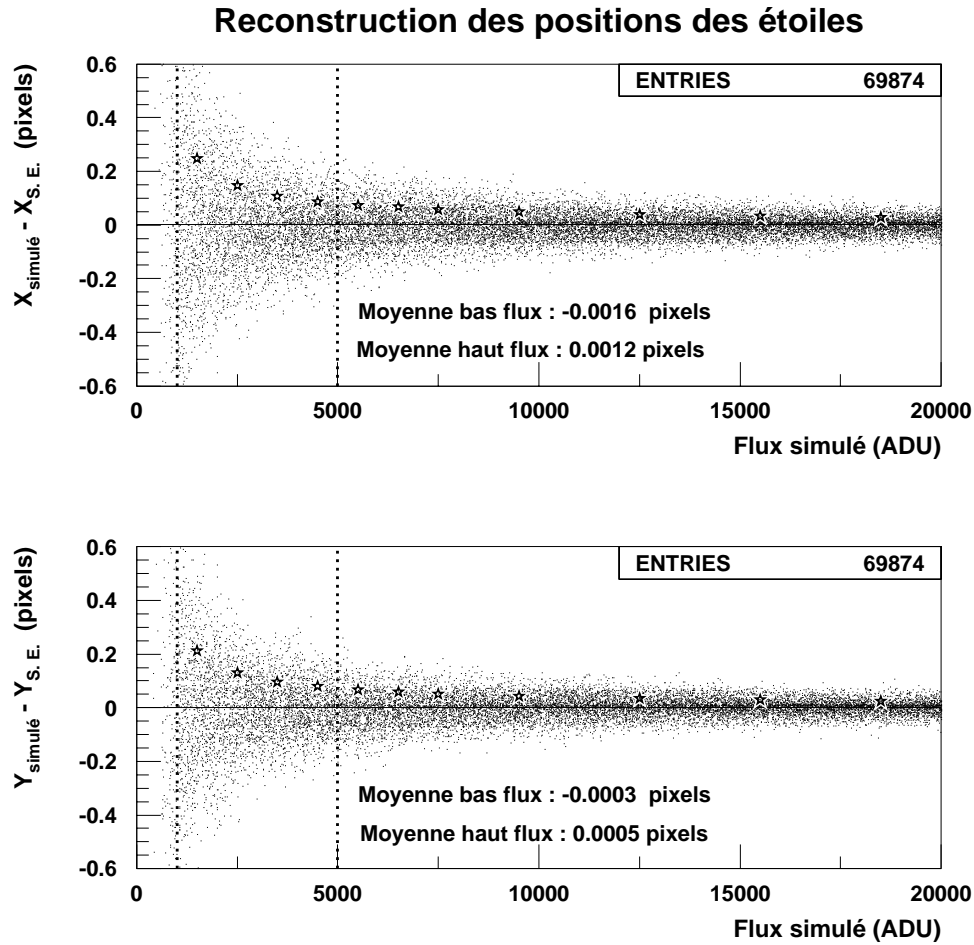 Reconstruction des positions des étoiles
X simulé - X S. E. (pixels)
0.6
0.4
0.2
0
-0.2
-0.4
-0.6
ENTRIES 69874
Moyenne bas flux : -0.0016 pixels
Moyenne haut flux : 0.0012 pixels
0 5000 10000 15000 20000
Flux simulé (ADU)
Y simulé - Y S. E. (pixels)
0.6
0.4
0.2
0
-0.2
-0.4
-0.6
ENTRIES 69874
Moyenne bas flux : -0.0003 pixels
Moyenne haut flux : 0.0005 pixels
0 5000 10000 15000 20000
Flux simulé (ADU)